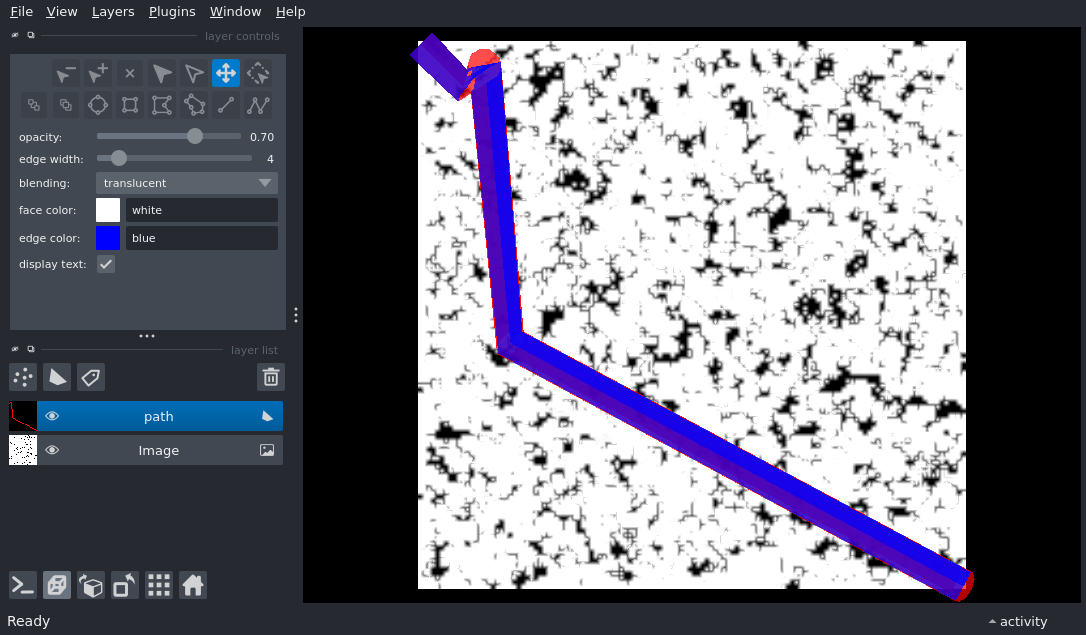 File View Layers Plugins Window Help
layer controls
opacity: 0.70
edge width: 4
blending: translucent
face color: white
edge color: blue
display text:
layer list
path
Image
Ready
activity